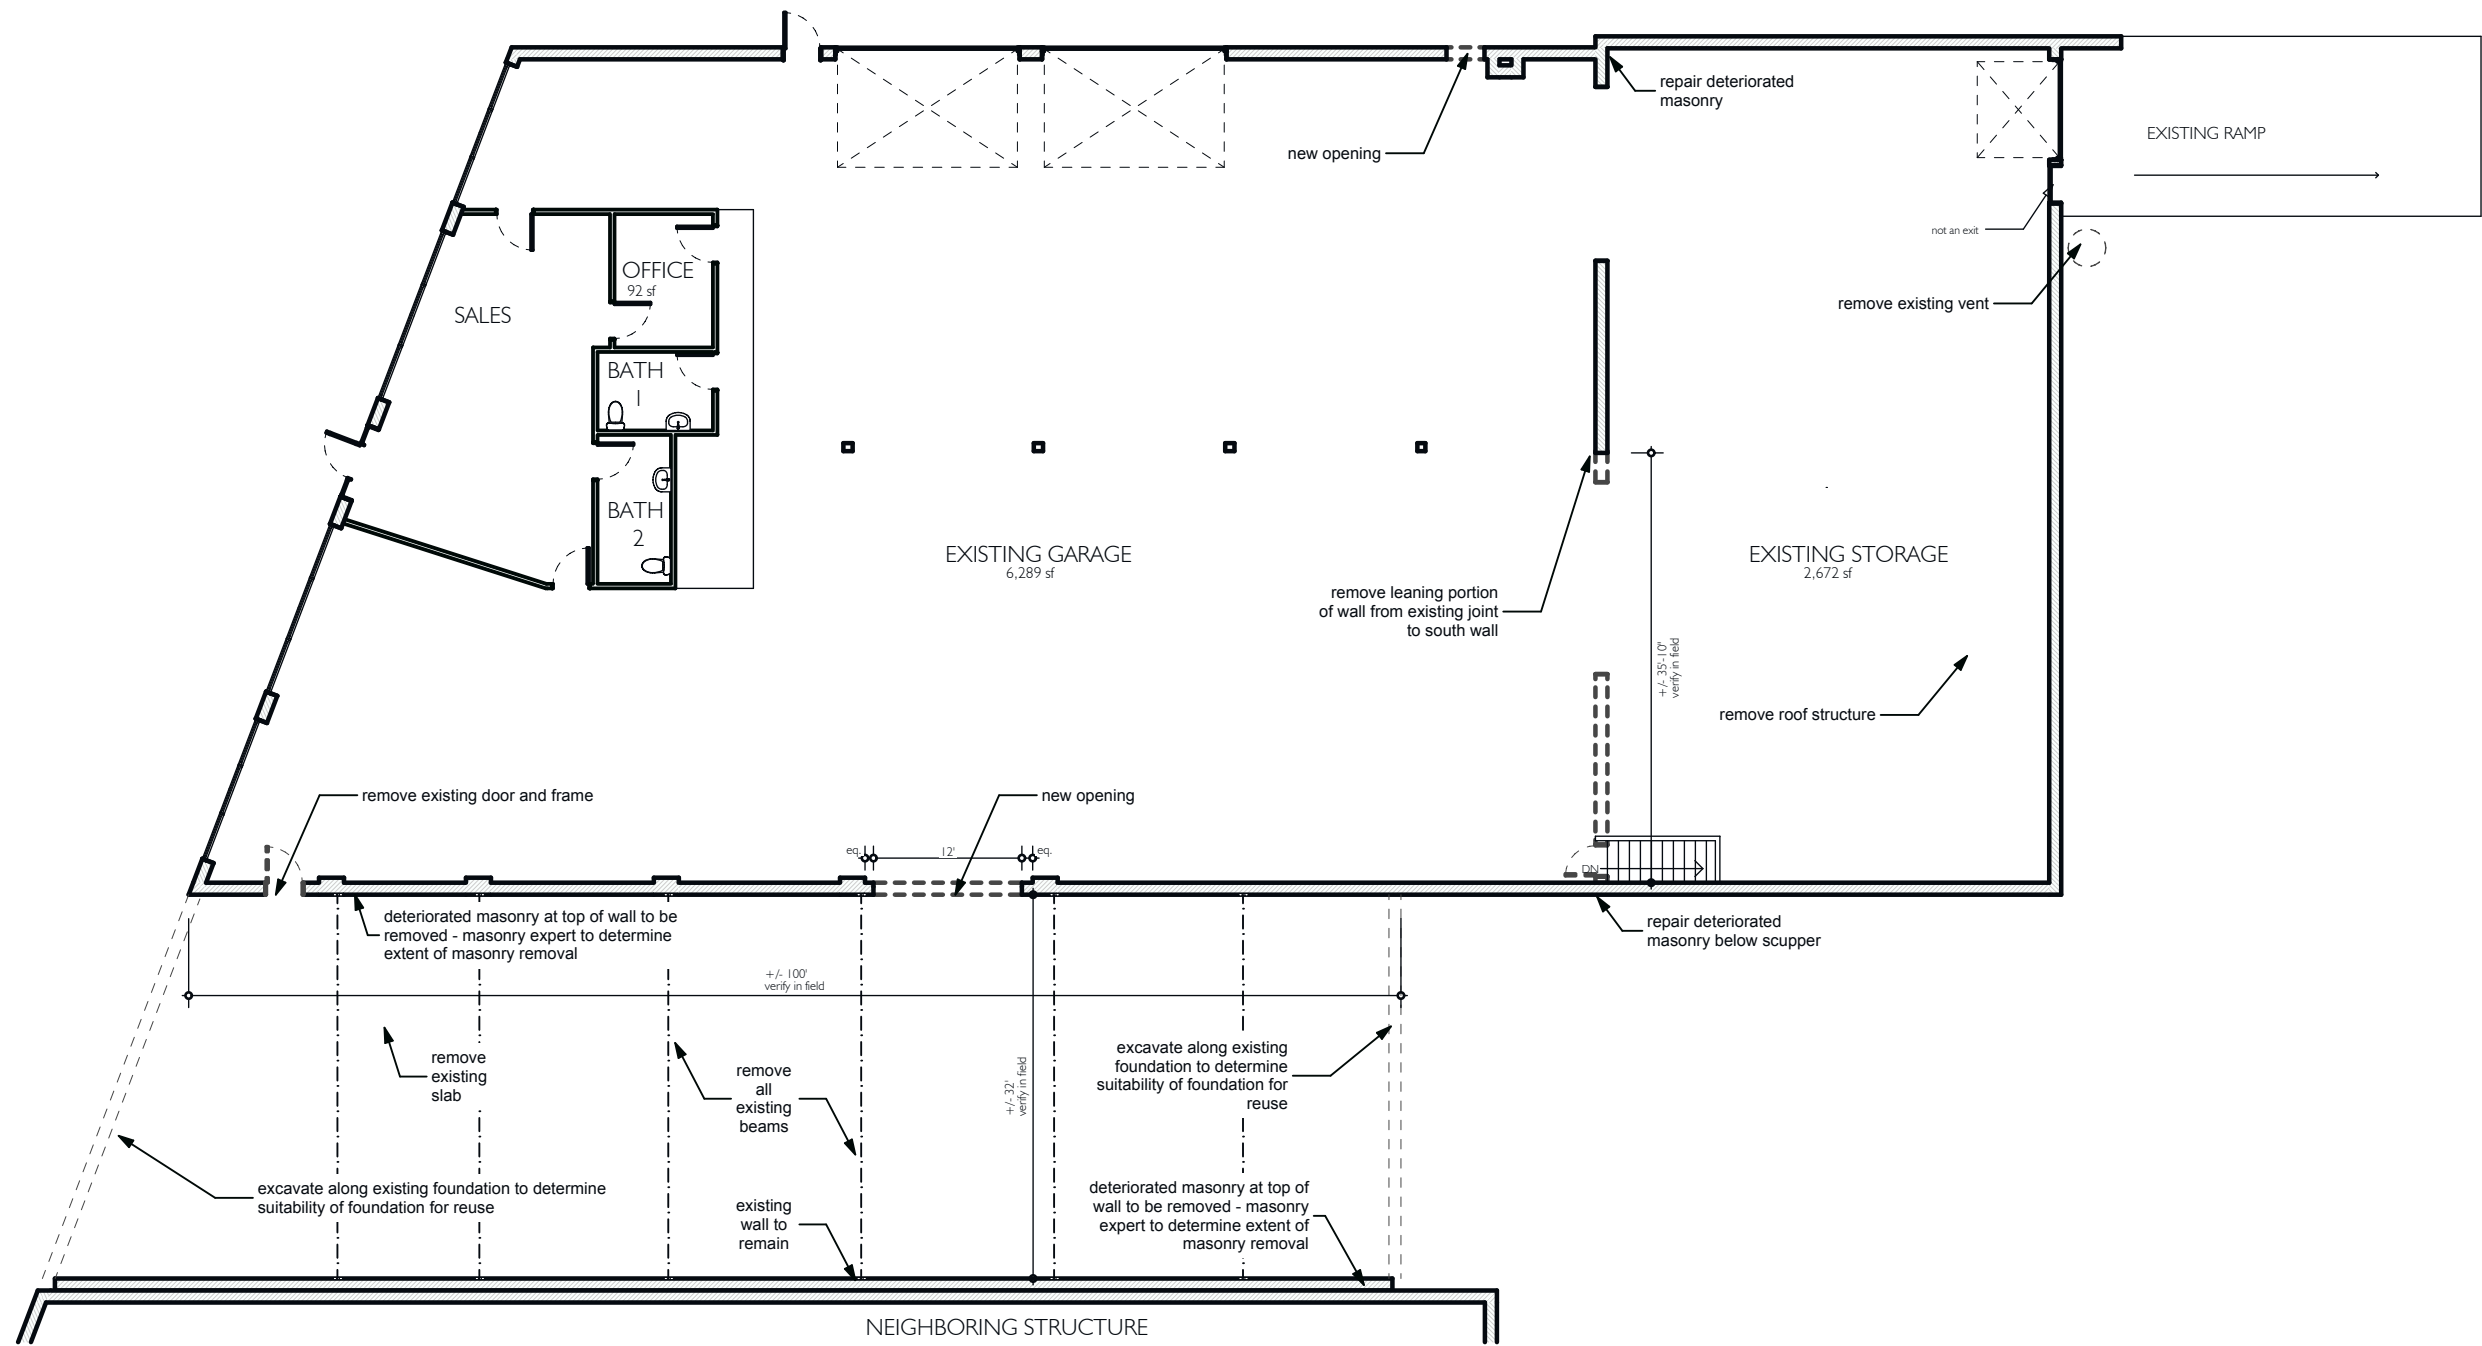 repair deteriorated
masonry
EXISTING RAMP
new opening
not an exit
OFFICE
92 sf
remove existing vent
SALES
BATH
1
BATH
2
EXISTING GARAGE
6,289 sf
EXISTING STORAGE
2,672 sf
remove leaning portion
of wall from existing joint
to south wall
+/- 35'-10"
verify in field
remove roof structure
remove existing door and frame
new opening
eq.
12'
eq.
DN
deteriorated masonry at top of wall to be
removed - masonry expert to determine
extent of masonry removal
repair deteriorated
masonry below scupper
+/- 100'
verify in field
remove
existing
slab
remove
all
existing
beams
+/- 32'
verify in field
excavate along existing
foundation to determine
suitability of foundation for
reuse
excavate along existing foundation to determine
suitability of foundation for reuse
existing
wall to
remain
deteriorated masonry at top of
wall to be removed - masonry
expert to determine extent of
masonry removal
NEIGHBORING STRUCTURE